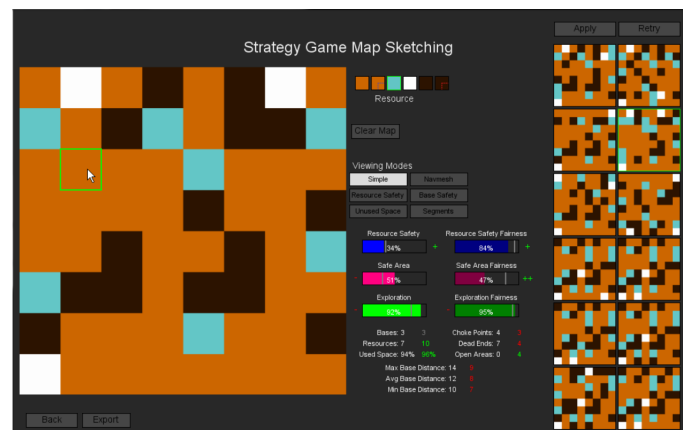 Apply Retry
Strategy Game Map Sketching
Resource
Clear Map
Viewing Modes
Simple Navmesh
Resource Safety Base Safety
Unused Space Segments
Resource Safety Resource Safety Fairness
34% + 84% +
Safe Area Safe Area Fairness
- 51% 47% ++
Exploration Exploration Fairness
- 92% - 95%
Bases: 3 3 Choke Points: 4 3
Resources: 7 10 Dead Ends: 7 4
Used Space: 94% 96% Open Areas: 0 4
Max Base Distance: 14 9
Avg Base Distance: 12 8
Min Base Distance: 10 7
Back Export